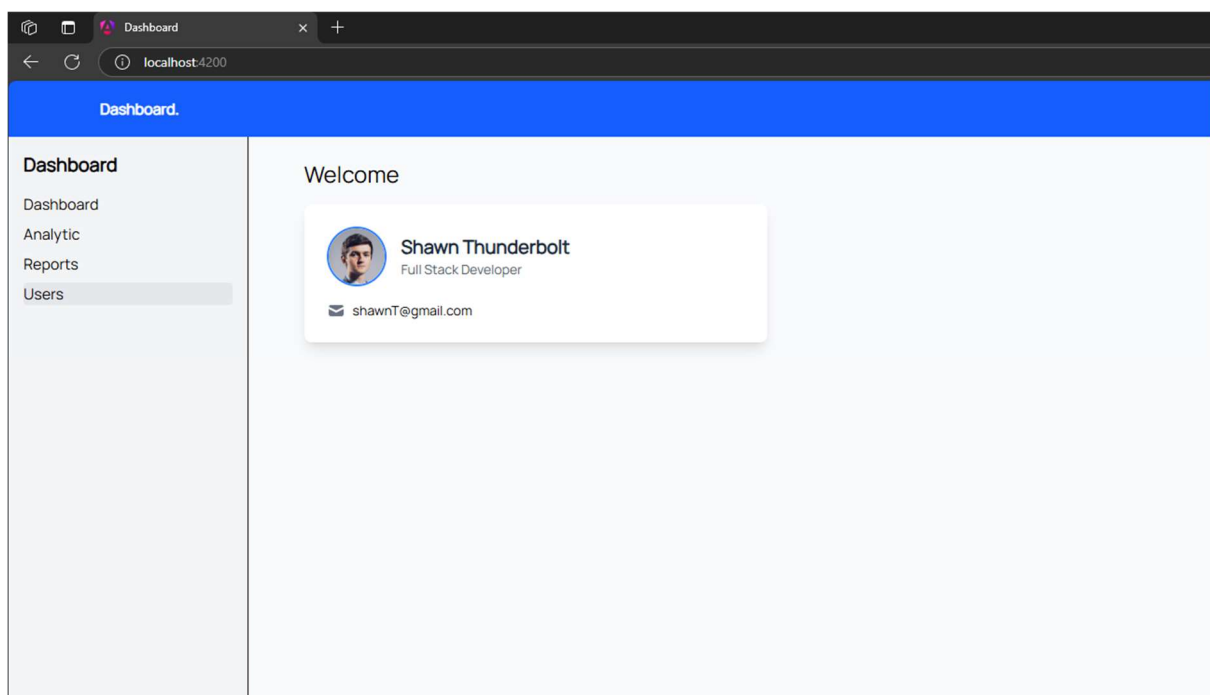 Dashboard
localhost:4200
Dashboard.
Dashboard
Dashboard
Analytic
Reports
Users
Welcome
Shawn Thunderbolt
Full Stack Developer
shawnT@gmail.com